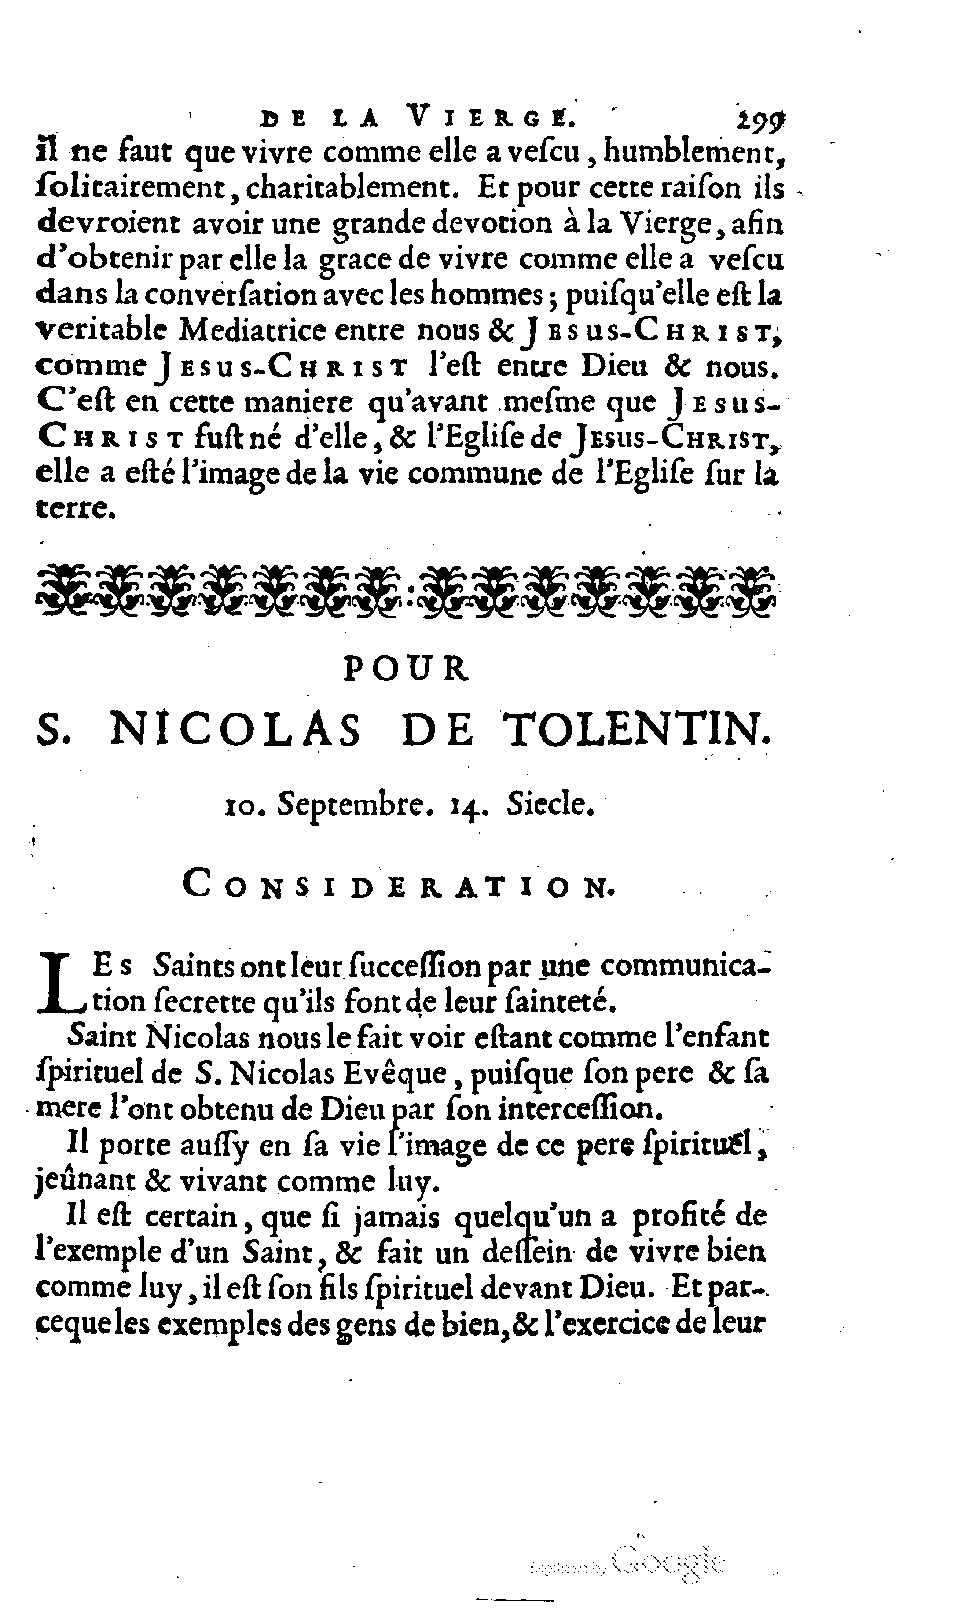 DE LA VIERGE. 299
il ne faut que vivre comme elle a veſcu, humblement,
ſolitairement, charitablement. Et pour cette raiſon ils
devroient avoir une grande devotion à la Vierge, afin
d'obtenir par elle la grace de vivre comme elle a veſcu
dans la converſation avec les hommes; puiſqu'elle eſt la
veritable Mediatrice entre nous & JESUS-CHRIST,
comme JESUS-CHRIST l'eſt entre Dieu & nous.
C'eſt en cette maniere qu'avant meſme que JESUS-
CHRIST fuſt né d'elle, & l'Egliſe de JESUS-CHRIST,
elle a eſté l'image de la vie commune de l'Egliſe ſur la
terre.
POUR
S. NICOLAS DE TOLENTIN.
10. Septembre. 14. Siecle.
CONSIDERATION.
LEs Saints ont leur ſucceſſion par une communica-
tion ſecrette qu'ils font de leur ſainteté.
Saint Nicolas nous le fait voir eſtant comme l'enfant
ſpirituel de S. Nicolas Evêque, puiſque ſon pere & ſa
mere l'ont obtenu de Dieu par ſon interceſſion.
Il porte auſſy en ſa vie l'image de ce pere ſpirituel,
jeûnant & vivant comme luy.
Il eſt certain, que ſi jamais quelqu'un a profité de
l'exemple d'un Saint, & fait un deſſein de vivre bien
comme luy, il eſt ſon fils ſpirituel devant Dieu. Et par-
ceque les exemples des gens de bien, & l'exercice de leur
Google